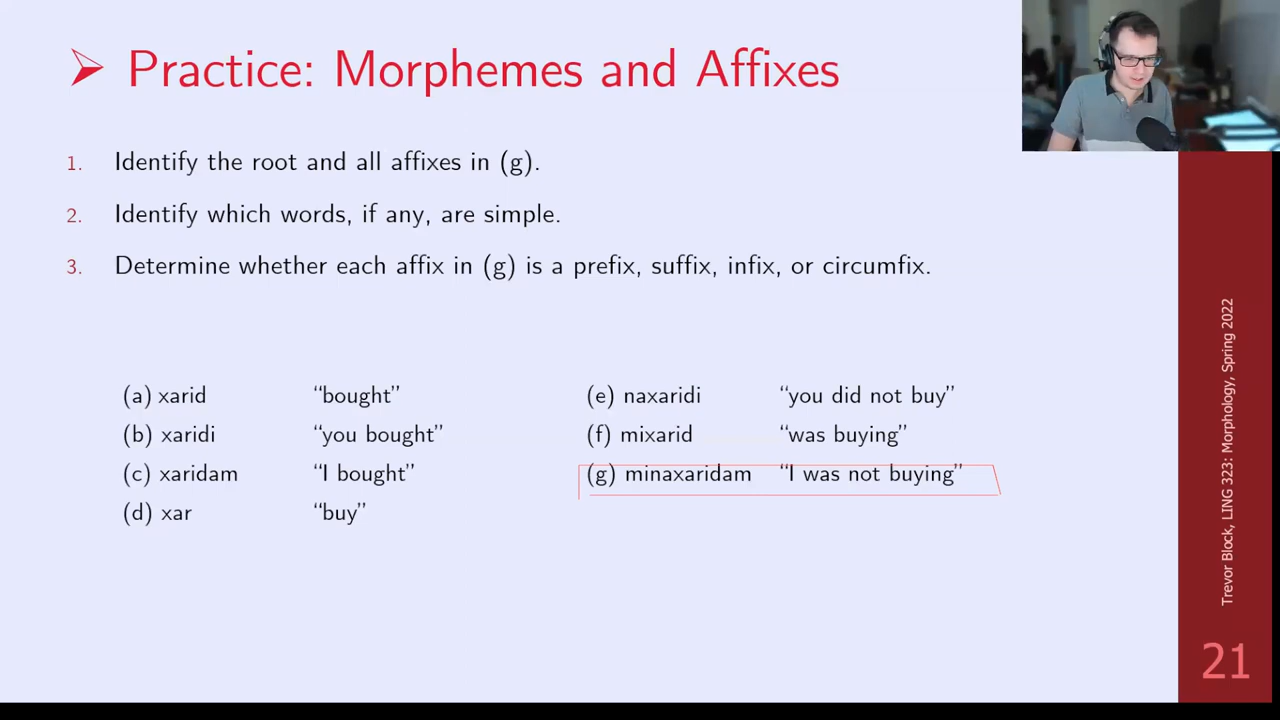 ➢ Practice: Morphemes and Affixes
1. Identify the root and all affixes in (g).
2. Identify which words, if any, are simple.
3. Determine whether each affix in (g) is a prefix, suffix, infix, or circumfix.
(a) xarid “bought”
(b) xaridi “you bought”
(c) xaridam “I bought”
(d) xar “buy”
(e) naxaridi “you did not buy”
(f) mixarid “was buying”
(g) minaxaridam “I was not buying”
Trevor Block, LING 323: Morphology, Spring 2022
21